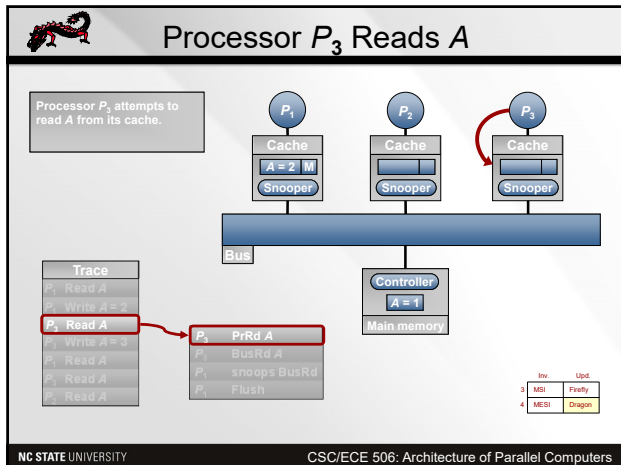 Processor P₃ Reads A
Processor P₃ attempts to
read A from its cache.
P₁
P₂
P₃
Cache
Cache
Cache
A = 2 M
Snooper
Snooper
Snooper
Bus
Trace
P₁ Read A
P₁ Write A = 2
P₃ Read A
P₃ Write A = 3
P₁ Read A
P₃ Read A
P₂ Read A
P₃ PrRd A
P₃ BusRd A
P₁ snoops BusRd
P₁ Flush
Controller
A = 1
Main memory
Inv. Upd.
3 MSI Firefly
4 MESI Dragon
NC STATE UNIVERSITY
CSC/ECE 506: Architecture of Parallel Computers